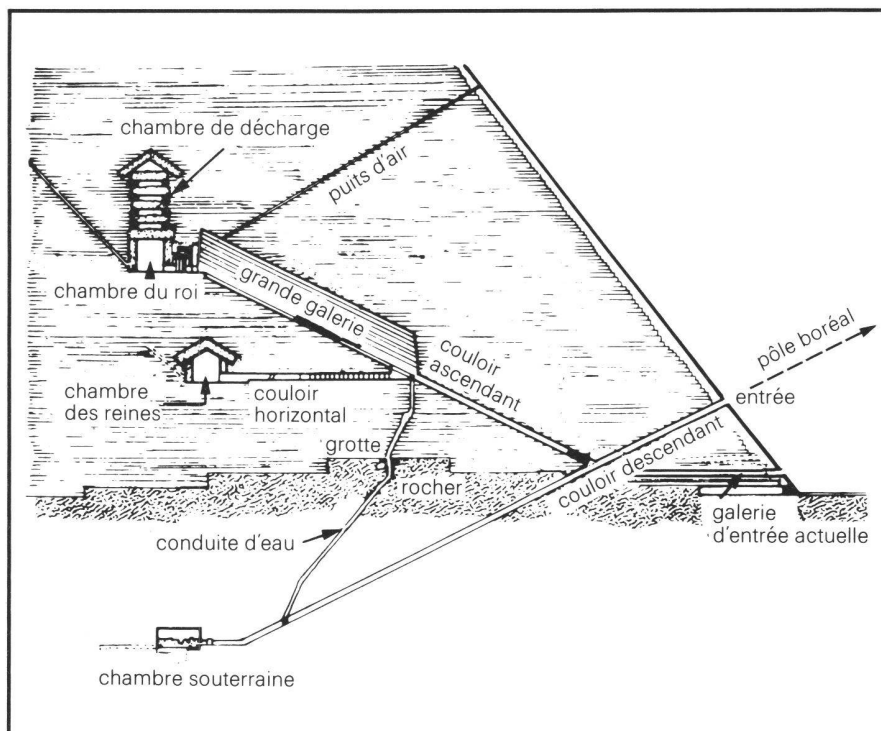 chambre de décharge
puits d'air
chambre du roi
grande galerie
couloir
ascendant
pôle boréal
chambre
des reines
couloir
horizontal
entrée
grotte
rocher
couloir descendant
conduite d'eau
galerie
d'entrée actuelle
chambre souterraine